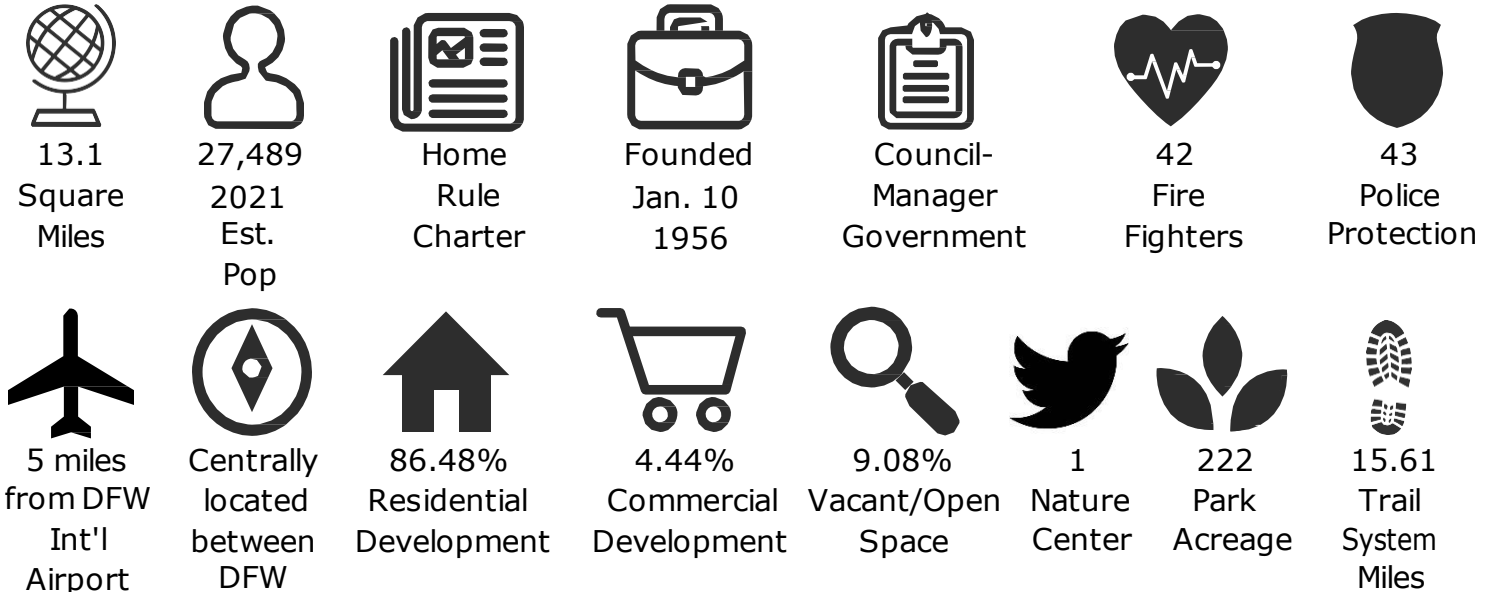 13.1
Square
Miles
27,489
2021
Est.
Pop
Home
Rule
Charter
Founded
Jan. 10
1956
Council-
Manager
Government
42
Fire
Fighters
43
Police
Protection
5 miles
from DFW
Int'l
Airport
Centrally
located
between
DFW
86.48%
Residential
Development
4.44%
Commercial
Development
9.08%
Vacant/Open
Space
1
Nature
Center
222
Park
Acreage
15.61
Trail
System
Miles